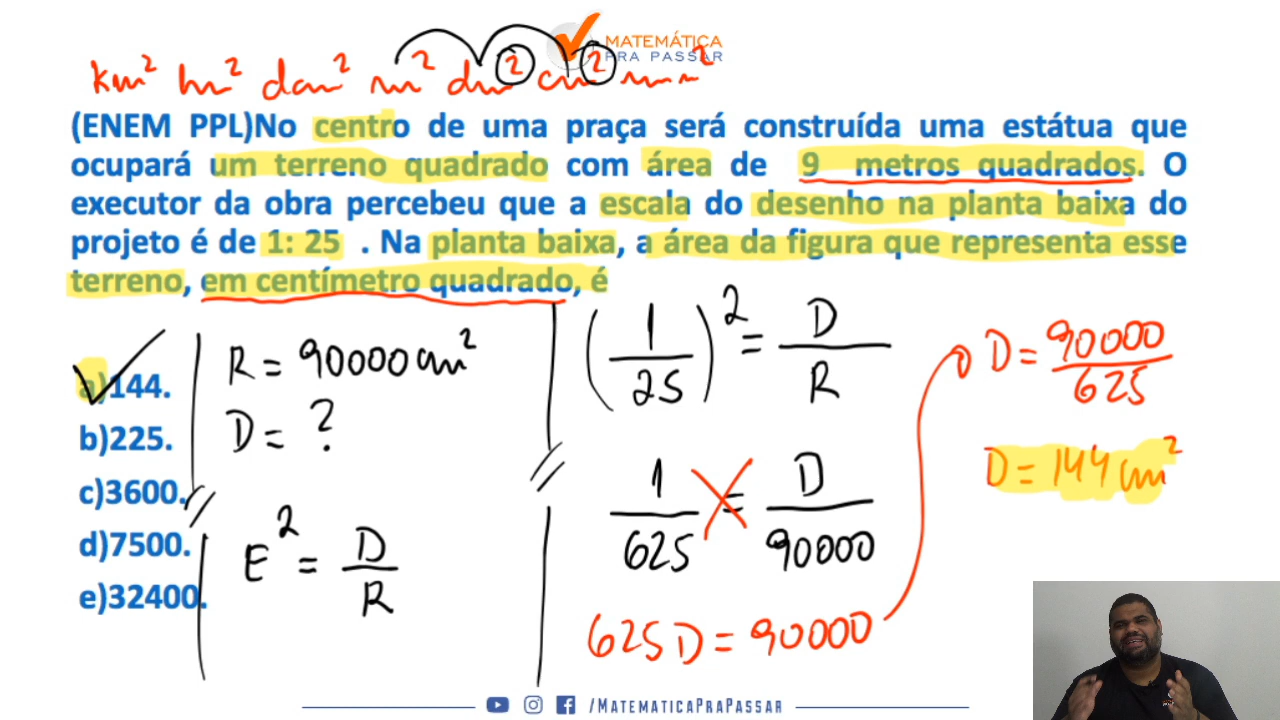 MATEMÁTICA
PRA PASSAR
km² hm² dam² m² dm² cm² mm²
(ENEM PPL)No centro de uma praça será construída uma estátua que
ocupará um terreno quadrado com área de 9 metros quadrados. O
executor da obra percebeu que a escala do desenho na planta baixa do
projeto é de 1: 25 . Na planta baixa, a área da figura que representa esse
terreno, em centímetro quadrado, é
a)144.
b)225.
c)3600.
d)7500.
e)32400.
R = 90000 cm²
D = ?
E² = D/R
(1/25)² = D/R
1/625 = D/90000
625 D = 90000
D = 90000/625
D = 144 cm²
/MATEMATICAPRAPASSAR